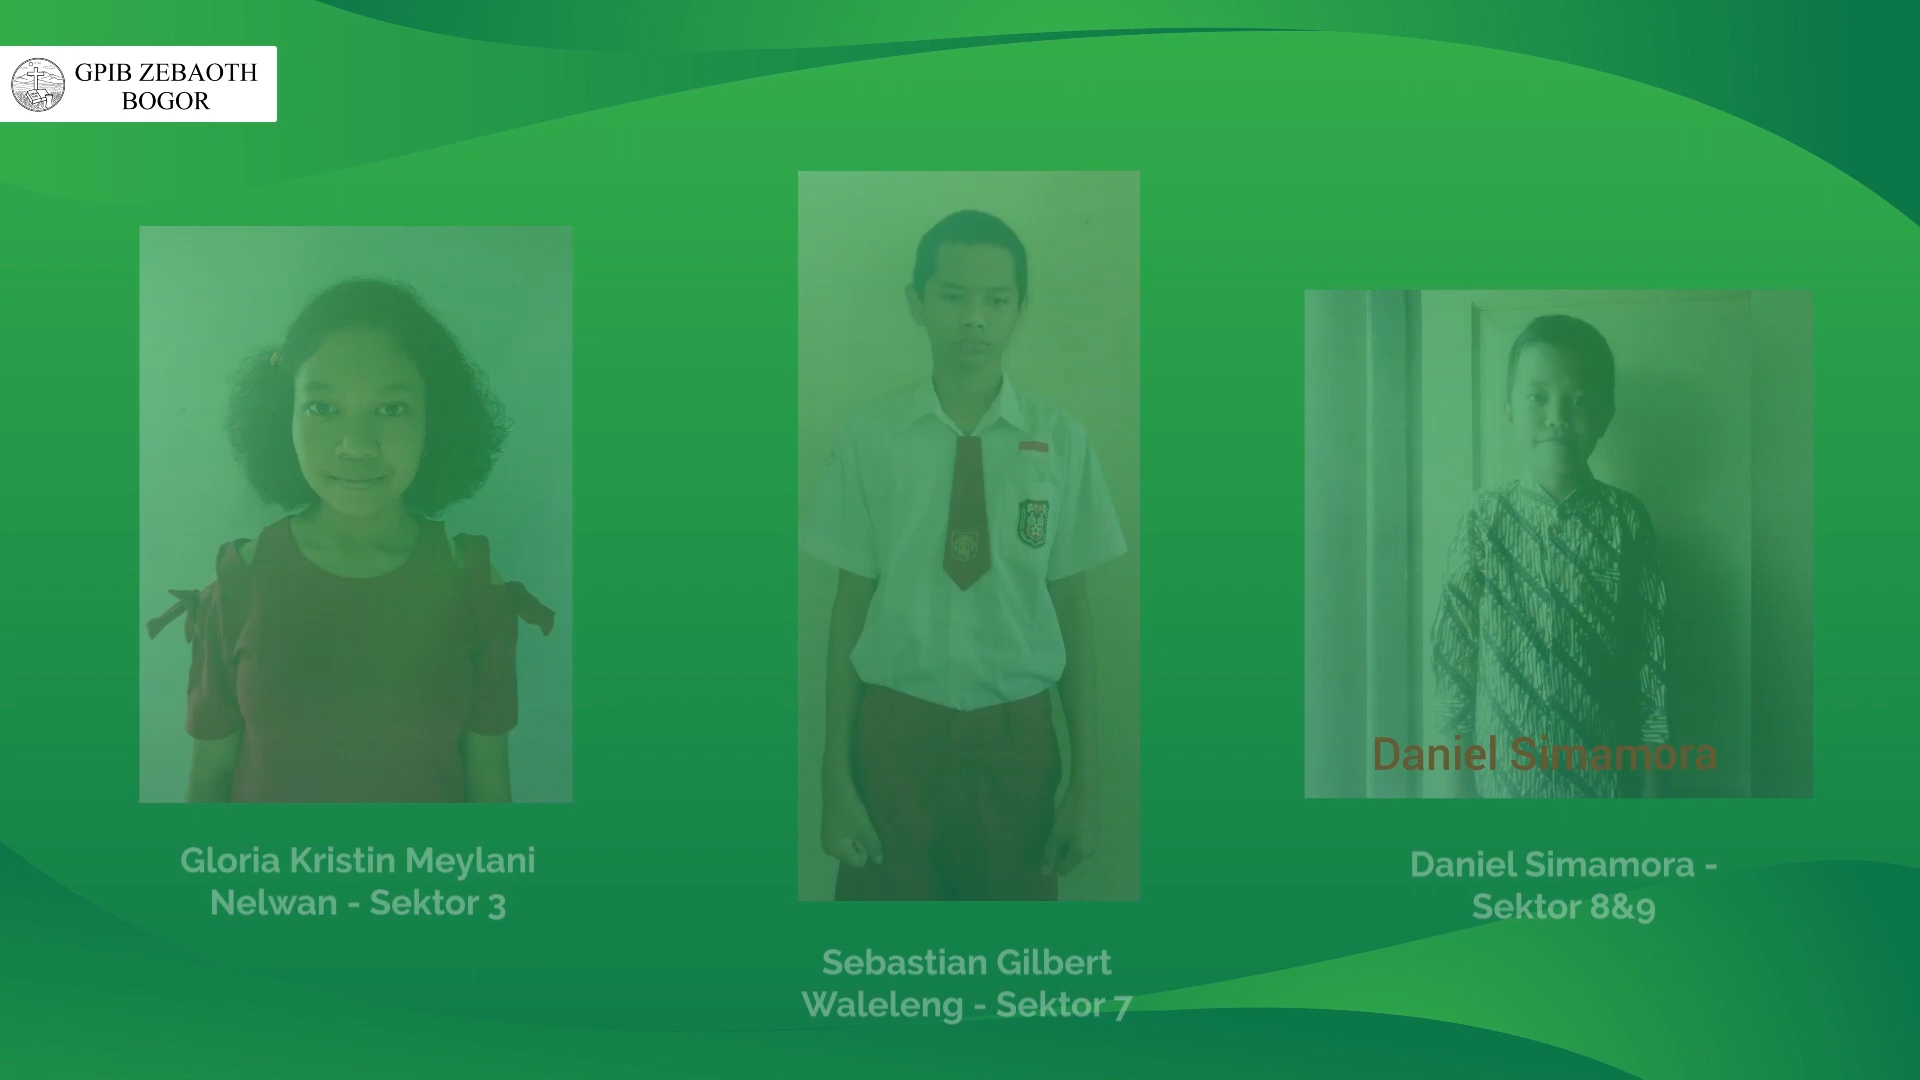 GPIB ZEBAOTH
BOGOR
Gloria Kristin Meylani
Nelwan - Sektor 3
Sebastian Gilbert
Waleleng - Sektor 7
Daniel Simamora
Daniel Simamora -
Sektor 8&9